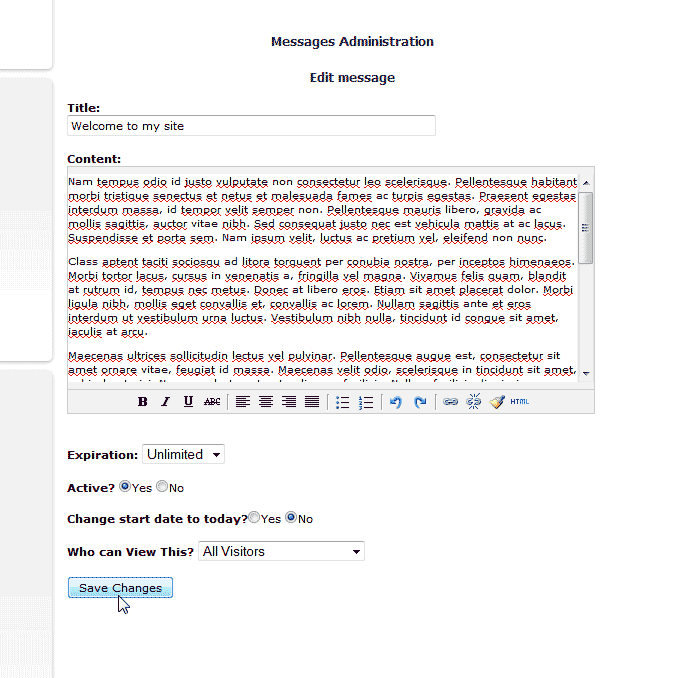 Messages Administration
Edit message
Title:
Welcome to my site
Content:
Nam tempus odio id justo vulputate non consectetur leo scelerisque. Pellentesque habitant
morbi tristique senectus et netus et malesuada fames ac turpis egestas. Praesent egestas
interdum massa, id tempor velit semper non. Pellentesque mauris libero, gravida ac
mollis sagittis, auctor vitae nibh. Sed consequat justo nec est vehicula mattis at ac lacus.
Suspendisse et porta sem. Nam ipsum velit, luctus ac pretium vel, eleifend non nunc.
Class aptent taciti sociosqu ad litora torquent per conubia nostra, per inceptos himenaeos.
Morbi tortor lacus, cursus in venenatis a, fringilla vel magna. Vivamus felis quam, blandit
at rutrum id, tempus nec metus. Donec at libero eros. Etiam sit amet placerat dolor. Morbi
ligula nibh, mollis eget convallis et, convallis ac lorem. Nullam sagittis ante et eros
interdum ut vestibulum urna luctus. Vestibulum nibh nulla, tincidunt id congue sit amet,
iaculis at arcu.
Maecenas ultrices sollicitudin lectus vel pulvinar. Pellentesque augue est, consectetur sit
amet ornare vitae, feugiat id massa. Maecenas velit odio, scelerisque in tincidunt sit amet,
B I U ABC HTML
Expiration: Unlimited
Active? Yes No
Change start date to today? Yes No
Who can View This? All Visitors
Save Changes